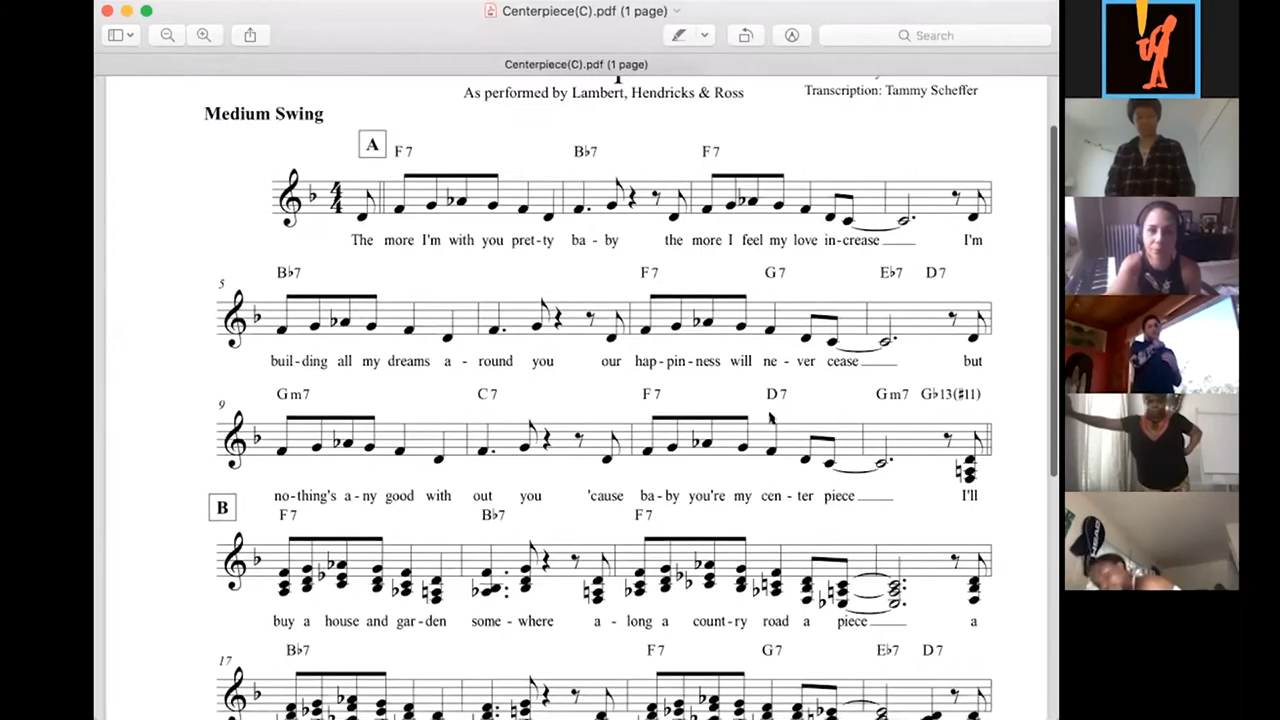 Centerpiece(C).pdf (1 page)
Search
Centerpiece(C).pdf (1 page)
As performed by Lambert, Hendricks & Ross
Transcription: Tammy Scheffer
Medium Swing
A
F7 B♭7 F7
4/4
The more I'm with you pret-ty ba - by the more I feel my love in-crease I'm
5
B♭7 F7 G7 E♭7 D7
buil-ding all my dreams a - round you our hap-pin-ness will ne - ver cease but
9
Gm7 C7 F7 D7 Gm7 G♭13(♯11)
no-thing's a-ny good with out you 'cause ba-by you're my cen - ter piece I'll
B
F7 B♭7 F7
buy a house and gar-den some - where a - long a count-ry road a piece a
17
B♭7 F7 G7 E♭7 D7
HEAD